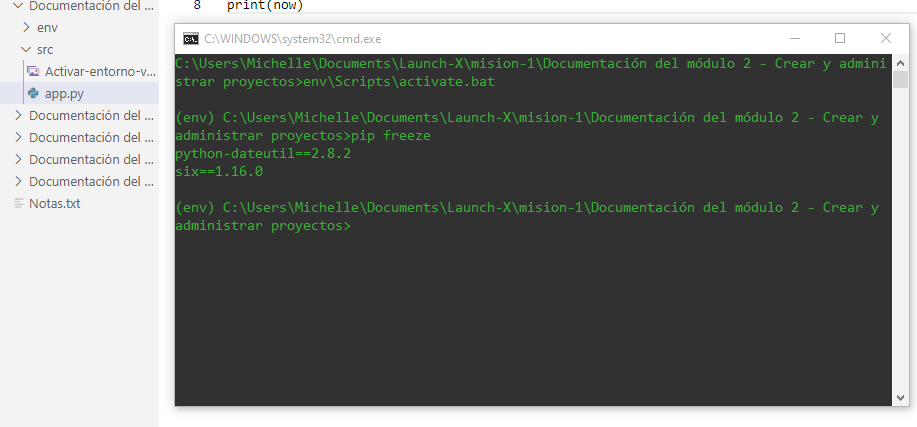 Documentación del ...
env
src
Activar-entorno-v...
app.py
Documentación del ...
Documentación del ...
Documentación del ...
Documentación del ...
Notas.txt
8 print(now)
C:\WINDOWS\system32\cmd.exe
C:\Users\Michelle\Documents\Launch-X\mision-1\Documentación del módulo 2 - Crear y admini
strar proyectos>env\Scripts\activate.bat
(env) C:\Users\Michelle\Documents\Launch-X\mision-1\Documentación del módulo 2 - Crear y
administrar proyectos>pip freeze
python-dateutil==2.8.2
six==1.16.0
(env) C:\Users\Michelle\Documents\Launch-X\mision-1\Documentación del módulo 2 - Crear y
administrar proyectos>